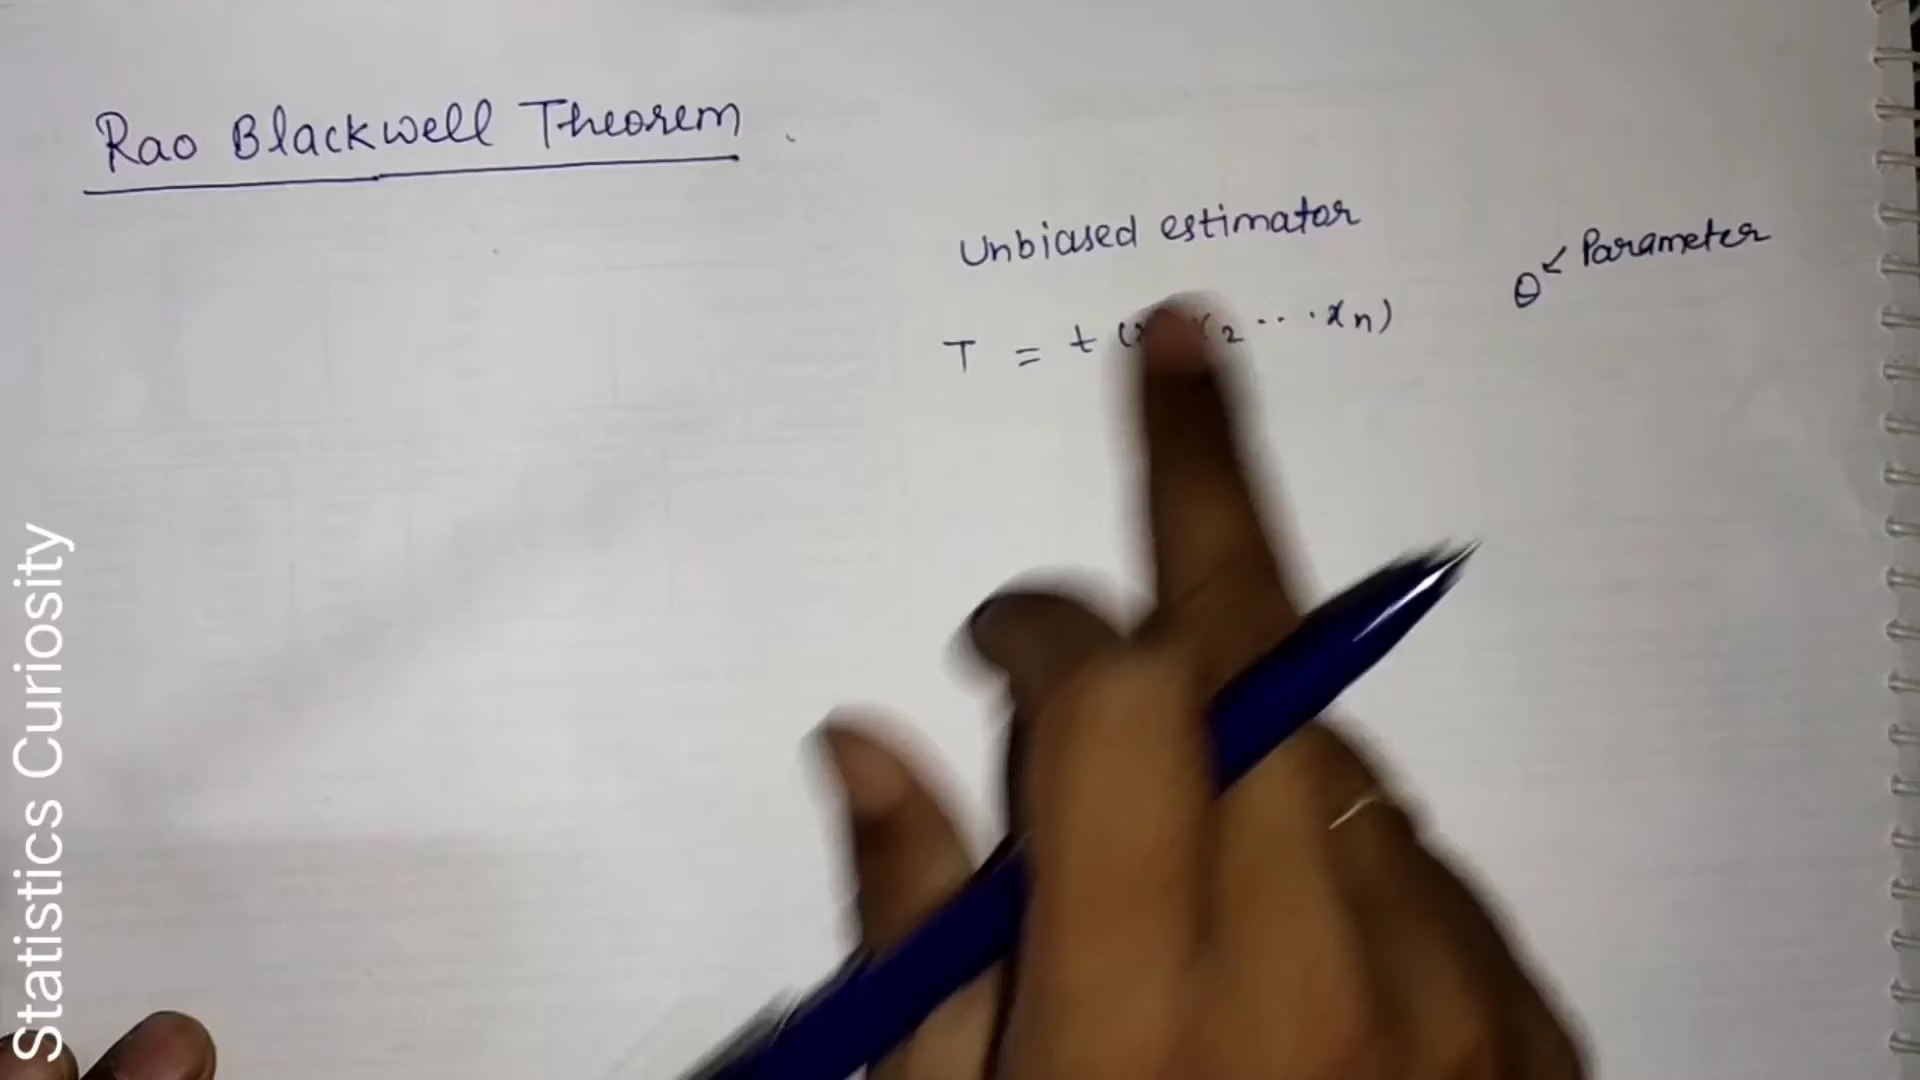 Rao Blackwell Theorem
Unbiased estimator
θ ↙ Parameter
T = t ( 2 ... xn)
Statistics Curiosity